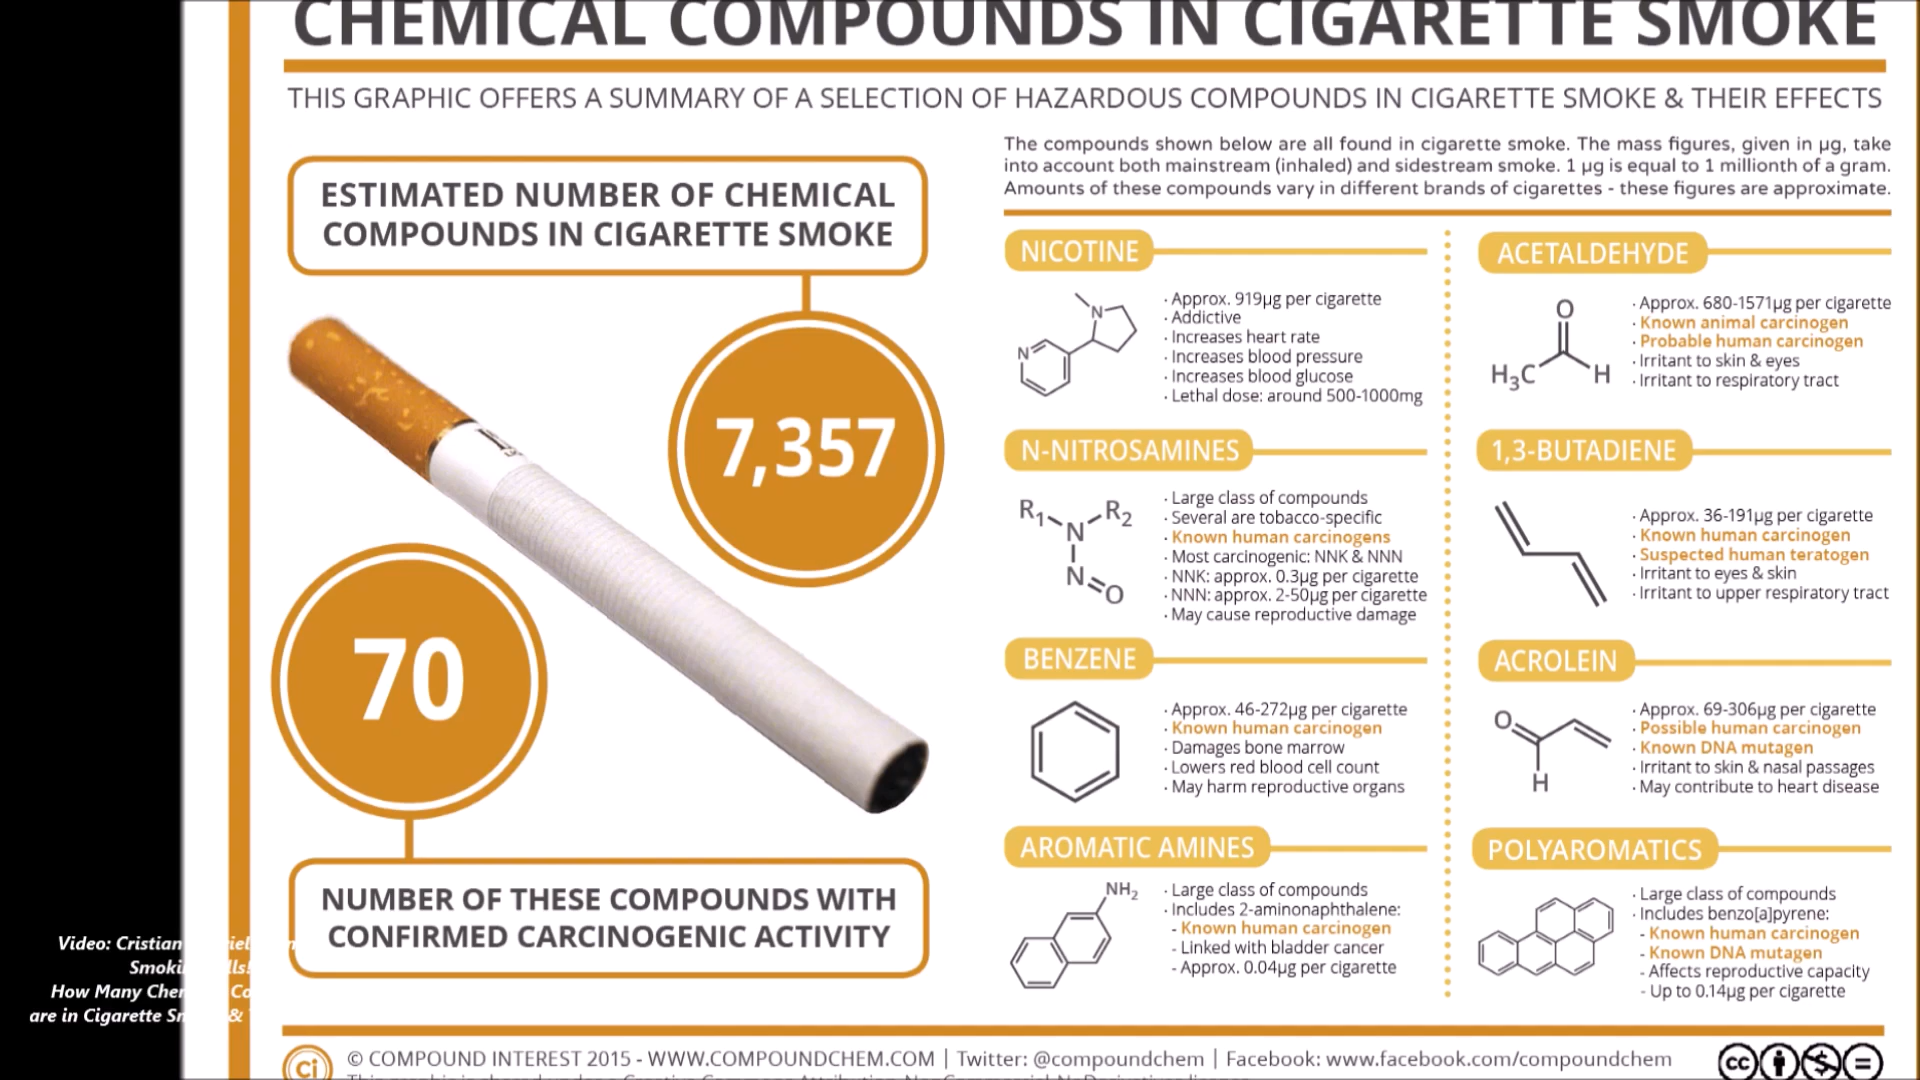 CHEMICAL COMPOUNDS IN CIGARETTE SMOKE
THIS GRAPHIC OFFERS A SUMMARY OF A SELECTION OF HAZARDOUS COMPOUNDS IN CIGARETTE SMOKE & THEIR EFFECTS
ESTIMATED NUMBER OF CHEMICAL
COMPOUNDS IN CIGARETTE SMOKE
7,357
70
NUMBER OF THESE COMPOUNDS WITH
CONFIRMED CARCINOGENIC ACTIVITY
The compounds shown below are all found in cigarette smoke. The mass figures, given in µg, take
into account both mainstream (inhaled) and sidestream smoke. 1 µg is equal to 1 millionth of a gram.
Amounts of these compounds vary in different brands of cigarettes - these figures are approximate.
NICOTINE
N
N
· Approx. 919µg per cigarette
· Addictive
· Increases heart rate
· Increases blood pressure
· Increases blood glucose
· Lethal dose: around 500-1000mg
N-NITROSAMINES
R1 R2
N
N
O
· Large class of compounds
· Several are tobacco-specific
· Known human carcinogens
· Most carcinogenic: NNK & NNN
· NNK: approx. 0.3µg per cigarette
· NNN: approx. 2-50µg per cigarette
· May cause reproductive damage
BENZENE
· Approx. 46-272µg per cigarette
· Known human carcinogen
· Damages bone marrow
· Lowers red blood cell count
· May harm reproductive organs
AROMATIC AMINES
NH2
· Large class of compounds
· Includes 2-aminonaphthalene:
- Known human carcinogen
- Linked with bladder cancer
- Approx. 0.04µg per cigarette
ACETALDEHYDE
O
H3C H
· Approx. 680-1571µg per cigarette
· Known animal carcinogen
· Probable human carcinogen
· Irritant to skin & eyes
· Irritant to respiratory tract
1,3-BUTADIENE
· Approx. 36-191µg per cigarette
· Known human carcinogen
· Suspected human teratogen
· Irritant to eyes & skin
· Irritant to upper respiratory tract
ACROLEIN
O
H
· Approx. 69-306µg per cigarette
· Possible human carcinogen
· Known DNA mutagen
· Irritant to skin & nasal passages
· May contribute to heart disease
POLYAROMATICS
· Large class of compounds
· Includes benzo[a]pyrene:
- Known human carcinogen
- Known DNA mutagen
- Affects reproductive capacity
- Up to 0.14µg per cigarette
Video: Cristian
How Many
are in Cigarette &
Ci © COMPOUND INTEREST 2015 - WWW.COMPOUNDCHEM.COM | Twitter: @compoundchem | Facebook: www.facebook.com/compoundchem
cc